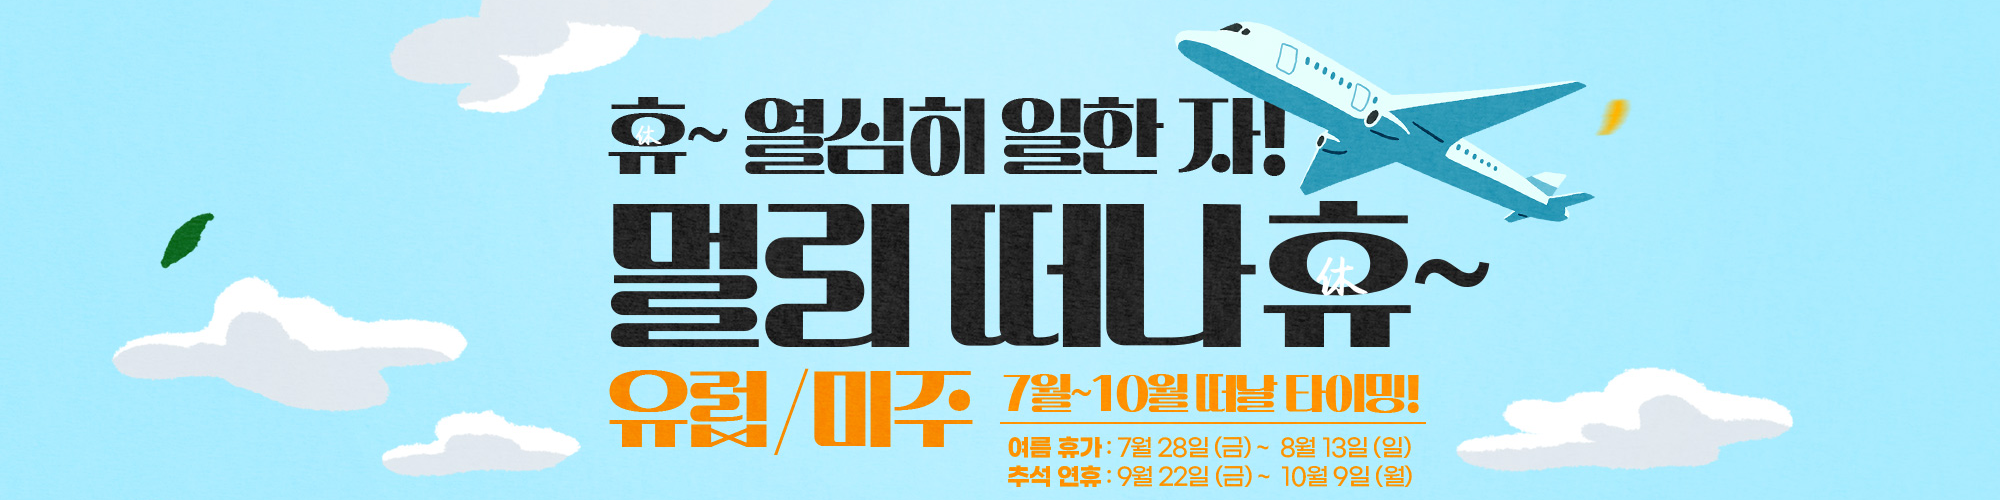 휴~ 열심히 일한 자!
休
멀리 떠나휴~
休
유럽/미주
7월~10월 떠날 타이밍!
여름 휴가 : 7월 28일 (금) ~ 8월 13일 (일)
추석 연휴 : 9월 22일 (금) ~ 10월 9일 (월)